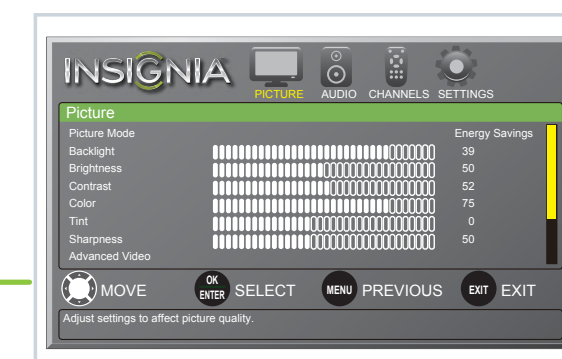 INSIGNIA
PICTURE AUDIO CHANNELS SETTINGS
Picture
Picture Mode Energy Savings
Backlight 39
Brightness 50
Contrast 52
Color 75
Tint 0
Sharpness 50
Advanced Video
MOVE OK ENTER SELECT MENU PREVIOUS EXIT EXIT
Adjust settings to affect picture quality.